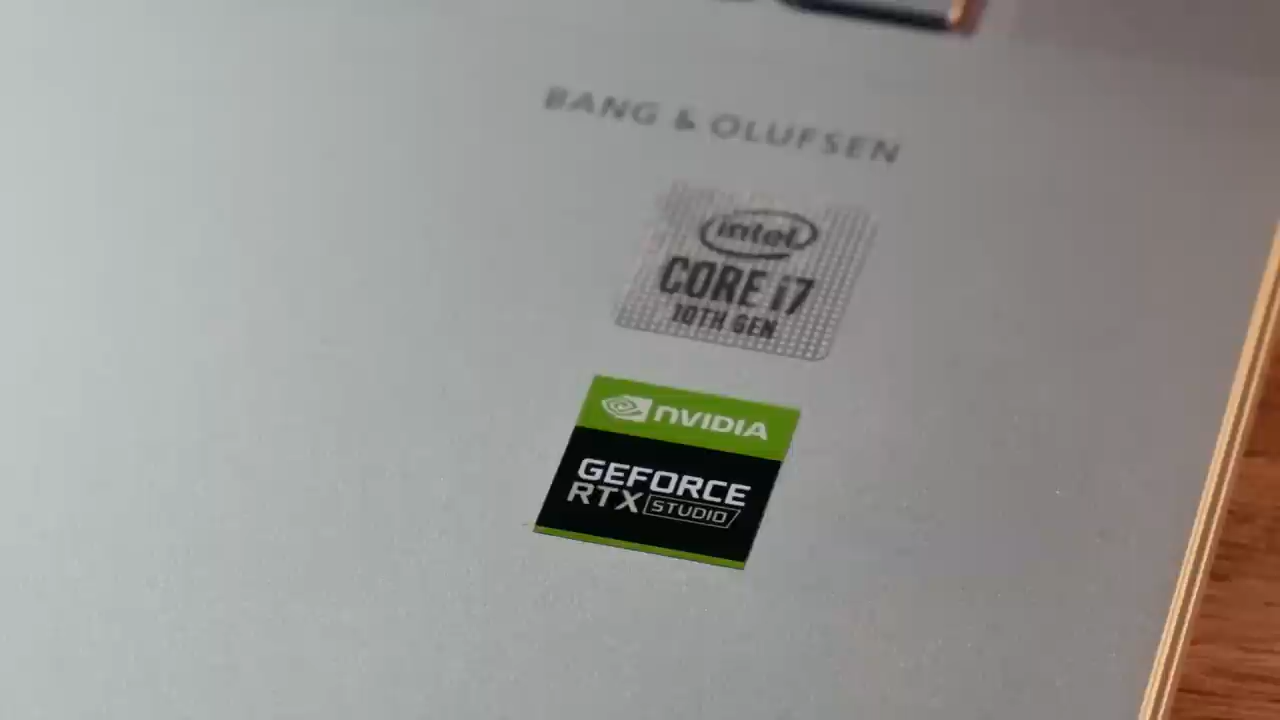 BANG & OLUFSEN
intel
CORE i7
10TH GEN
NVIDIA
GEFORCE
RTX STUDIO